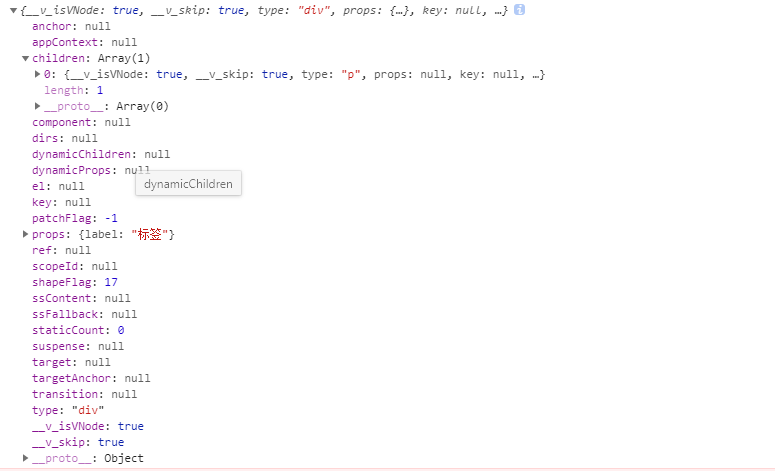 ▼{__v_isVNode: true, __v_skip: true, type: "div", props: {…}, key: null, …} i
anchor: null
appContext: null
▼children: Array(1)
▶0: {__v_isVNode: true, __v_skip: true, type: "p", props: null, key: null, …}
length: 1
▶__proto__: Array(0)
component: null
dirs: null
dynamicChildren: null
dynamicProps: null
dynamicChildren
el: null
key: null
patchFlag: -1
▶props: {label: "标签"}
ref: null
scopeId: null
shapeFlag: 17
ssContent: null
ssFallback: null
staticCount: 0
suspense: null
target: null
targetAnchor: null
transition: null
type: "div"
__v_isVNode: true
__v_skip: true
▶__proto__: Object